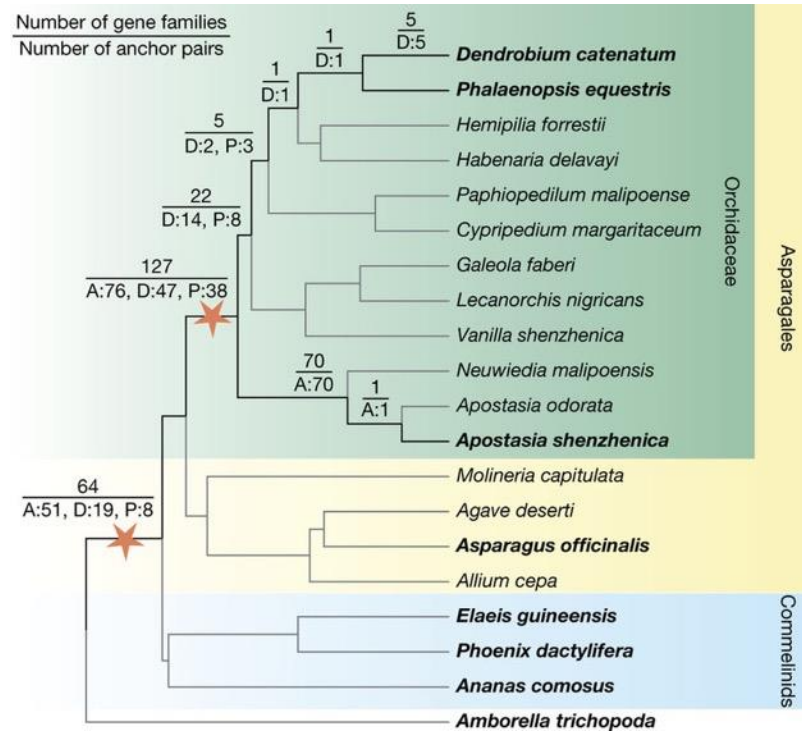 Number of gene families
Number of anchor pairs
5
D:5
1
D:1
1
D:1
5
D:2, P:3
22
D:14, P:8
127
A:76, D:47, P:38
70
A:70
1
A:1
64
A:51, D:19, P:8
Dendrobium catenatum
Phalaenopsis equestris
Hemipilia forrestii
Habenaria delavayi
Paphiopedilum malipoense
Cypripedium margaritaceum
Galeola faberi
Lecanorchis nigricans
Vanilla shenzhenica
Neuwiedia malipoensis
Apostasia odorata
Apostasia shenzhenica
Molineria capitulata
Agave deserti
Asparagus officinalis
Allium cepa
Elaeis guineensis
Phoenix dactylifera
Ananas comosus
Amborella trichopoda
Orchidaceae
Asparagales
Commelinids